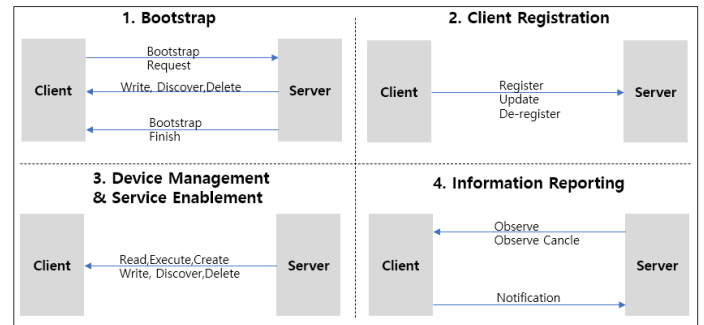 1. Bootstrap
Client
Bootstrap
Request
Write, Discover,Delete
Bootstrap
Finish
Server
2. Client Registration
Client
Register
Update
De-register
Server
3. Device Management
& Service Enablement
Client
Read,Execute,Create
Write, Discover,Delete
Server
4. Information Reporting
Client
Observe
Observe Cancle
Notification
Server